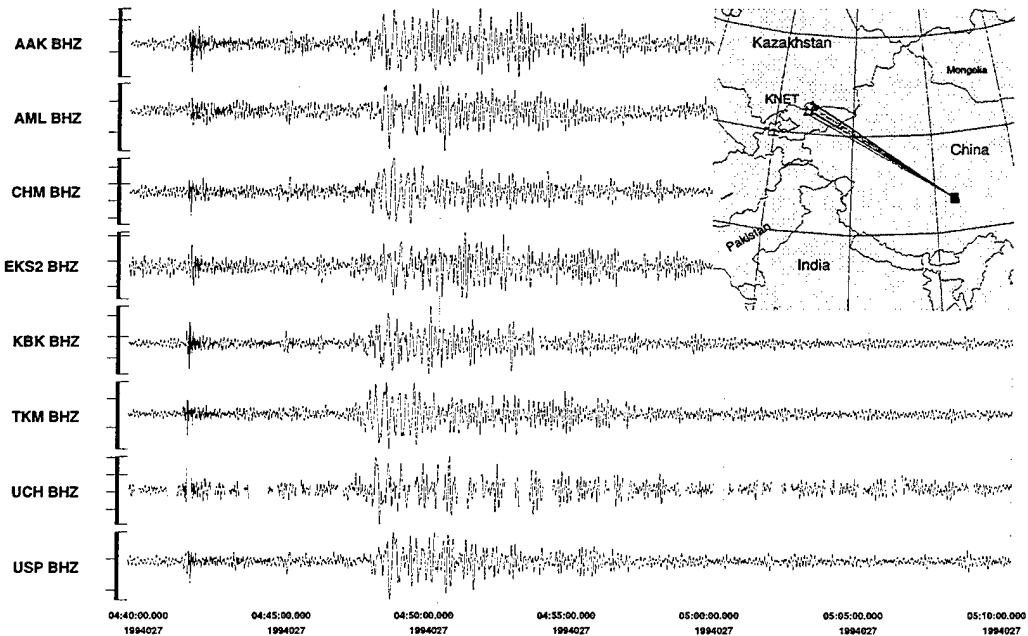 AAK BHZ
AML BHZ
CHM BHZ
EKS2 BHZ
KBK BHZ
TKM BHZ
UCH BHZ
USP BHZ
Kazakhstan
Mongolia
KNET
China
Pakistan
India
04:40:00.000 04:45:00.000 04:50:00.000 04:55:00.000 05:00:00.000 05:05:00.000 05:10:00.000
1994027 1994027 1994027 1994027 1994027 1994027 1994027